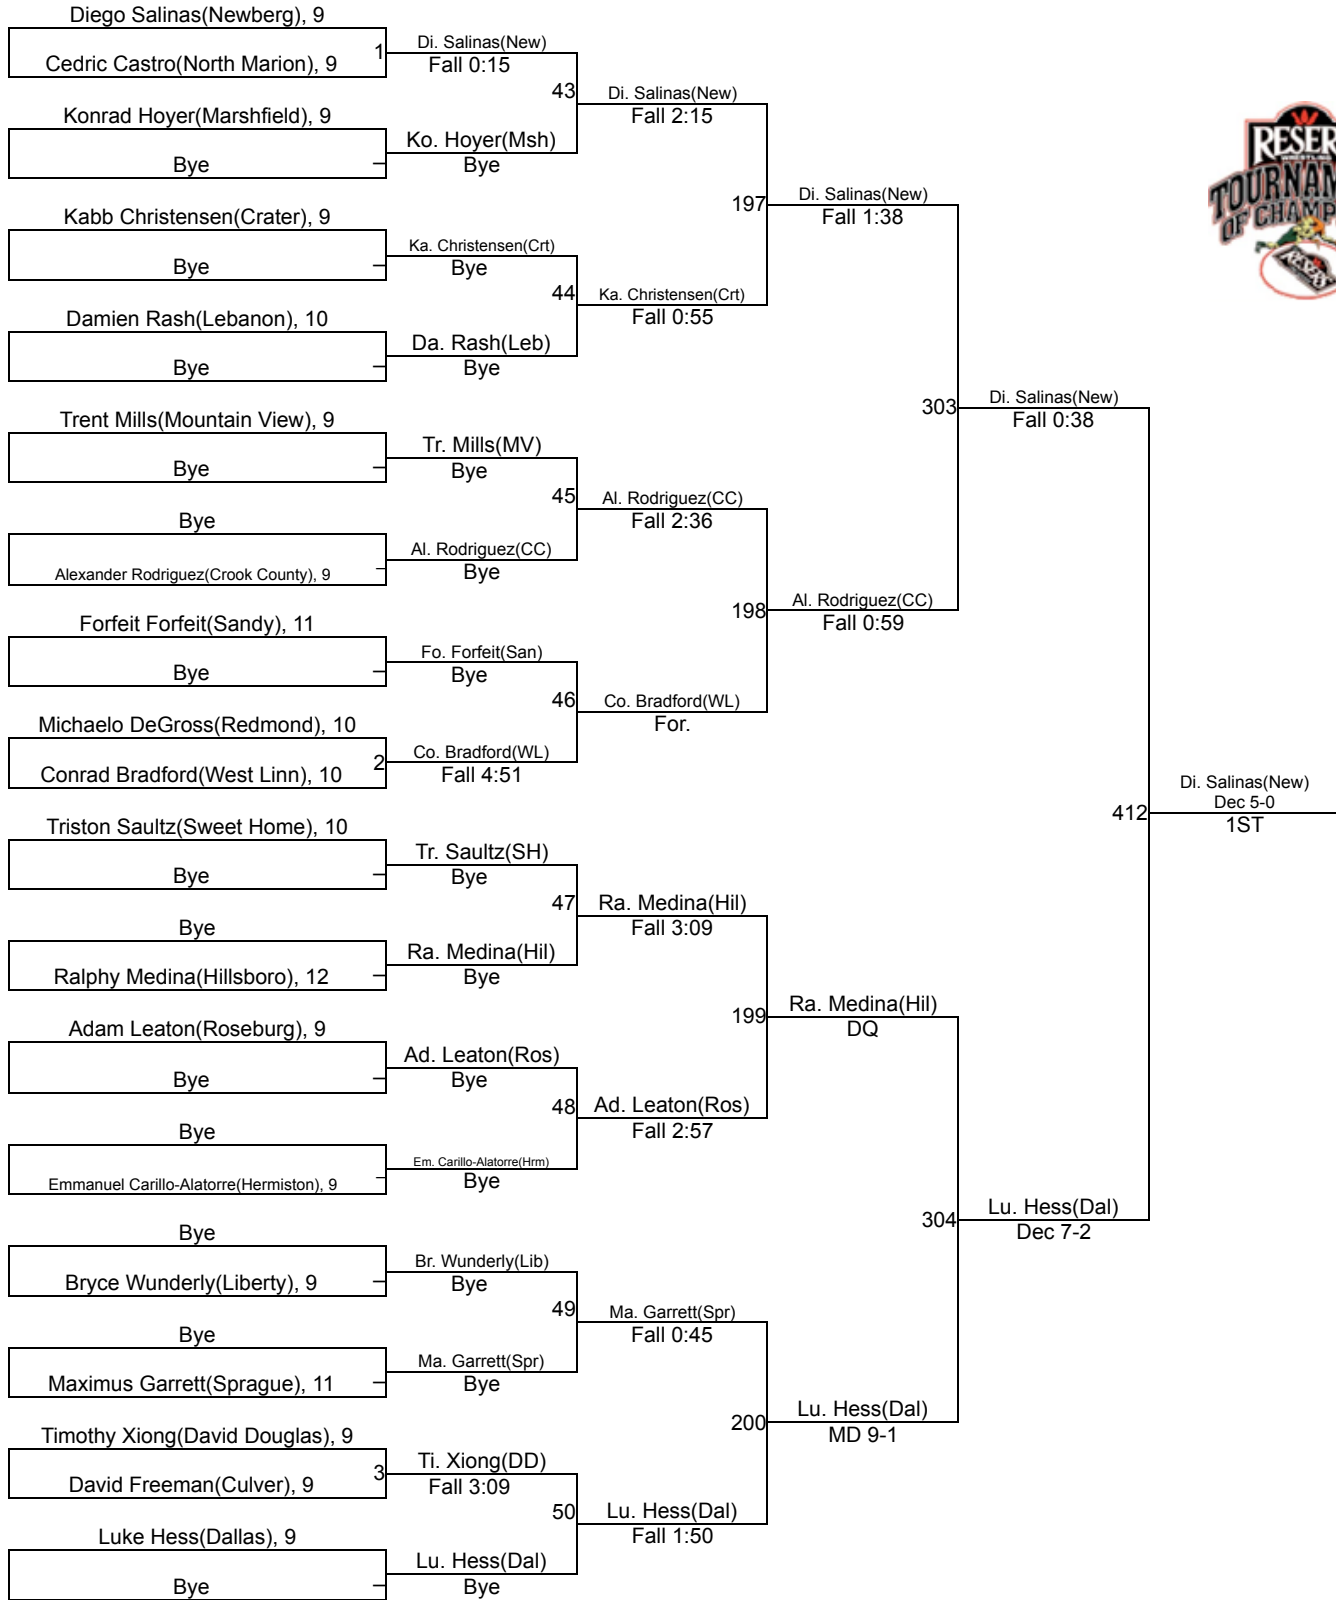 Diego Salinas(Newberg), 9
1
Cedric Castro(North Marion), 9
Di. Salinas(New)
Fall 0:15
43
Konrad Hoyer(Marshfield), 9
Bye
–
Ko. Hoyer(Msh)
Bye
Di. Salinas(New)
Fall 2:15
197
Kabb Christensen(Crater), 9
Bye
–
Ka. Christensen(Crt)
Bye
44
Damien Rash(Lebanon), 10
Bye
–
Da. Rash(Leb)
Bye
Ka. Christensen(Crt)
Fall 0:55
Di. Salinas(New)
Fall 1:38
303
Trent Mills(Mountain View), 9
Bye
–
Tr. Mills(MV)
Bye
45
Bye
Alexander Rodriguez(Crook County), 9
–
Al. Rodriguez(CC)
Bye
Al. Rodriguez(CC)
Fall 2:36
198
Forfeit Forfeit(Sandy), 11
Bye
–
Fo. Forfeit(San)
Bye
46
Michaelo DeGross(Redmond), 10
2
Conrad Bradford(West Linn), 10
Co. Bradford(WL)
Fall 4:51
Co. Bradford(WL)
For.
Al. Rodriguez(CC)
Fall 0:59
Di. Salinas(New)
Fall 0:38
412
Triston Saultz(Sweet Home), 10
Bye
–
Tr. Saultz(SH)
Bye
47
Bye
Ralphy Medina(Hillsboro), 12
–
Ra. Medina(Hil)
Bye
Ra. Medina(Hil)
Fall 3:09
199
Adam Leaton(Roseburg), 9
Bye
–
Ad. Leaton(Ros)
Bye
48
Bye
Emmanuel Carillo-Alatorre(Hermiston), 9
–
Em. Carillo-Alatorre(Hrm)
Bye
Ad. Leaton(Ros)
Fall 2:57
Ra. Medina(Hil)
DQ
304
Bye
Bryce Wunderly(Liberty), 9
–
Br. Wunderly(Lib)
Bye
49
Bye
Maximus Garrett(Sprague), 11
–
Ma. Garrett(Spr)
Bye
Ma. Garrett(Spr)
Fall 0:45
200
Timothy Xiong(David Douglas), 9
3
David Freeman(Culver), 9
Ti. Xiong(DD)
Fall 3:09
50
Luke Hess(Dallas), 9
Bye
–
Lu. Hess(Dal)
Bye
Lu. Hess(Dal)
Fall 1:50
Lu. Hess(Dal)
MD 9-1
Lu. Hess(Dal)
Dec 7-2
Di. Salinas(New)
Dec 5-0
1ST
RESER
WRESTLING
TOURNAM
OF CHAMP